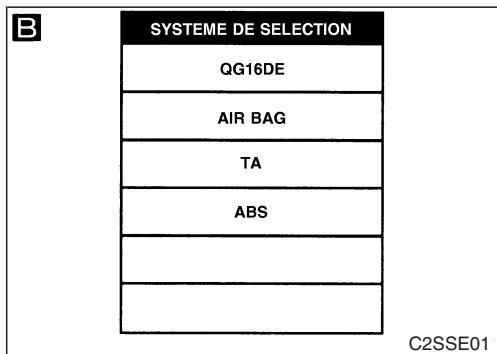 B
SYSTEME DE SELECTION
QG16DE
AIR BAG
TA
ABS
C2SSE01